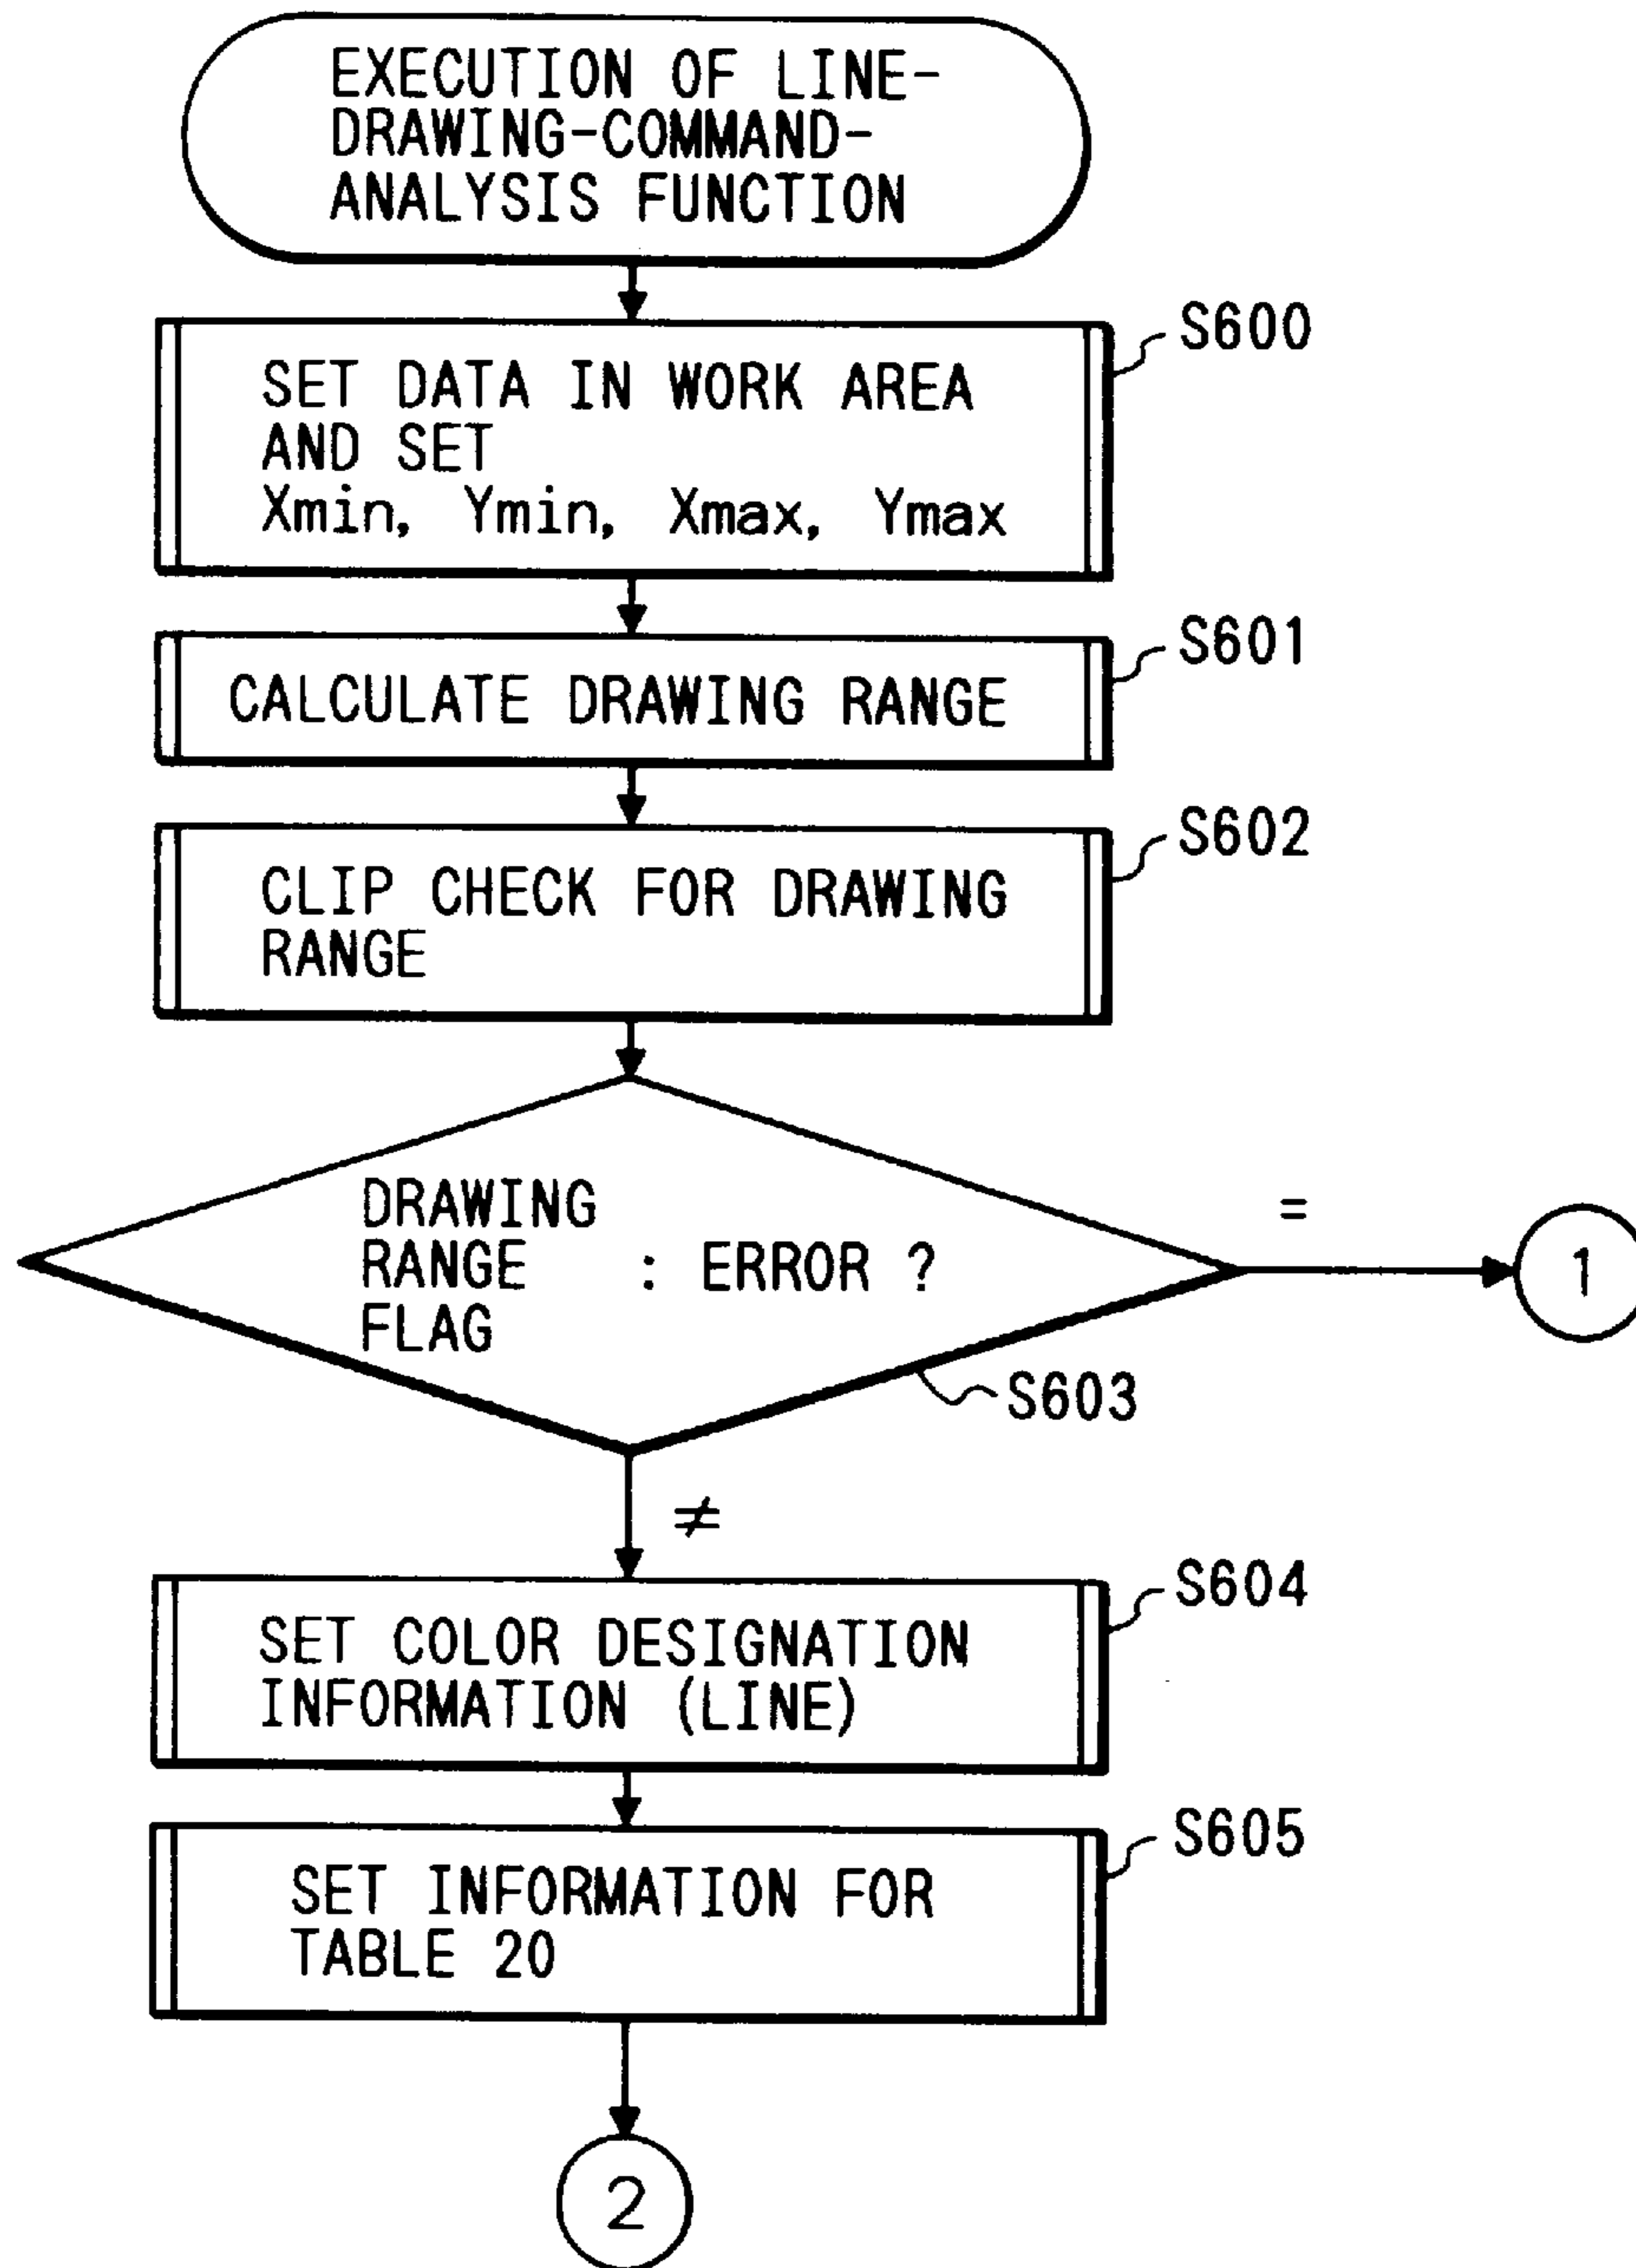 EXECUTION OF LINE-
DRAWING-COMMAND-
ANALYSIS FUNCTION
S600
SET DATA IN WORK AREA
AND SET
Xmin, Ymin, Xmax, Ymax
S601
CALCULATE DRAWING RANGE
S602
CLIP CHECK FOR DRAWING
RANGE
DRAWING
RANGE : ERROR ?
FLAG
=
1
S603
≠
S604
SET COLOR DESIGNATION
INFORMATION (LINE)
S605
SET INFORMATION FOR
TABLE 20
2